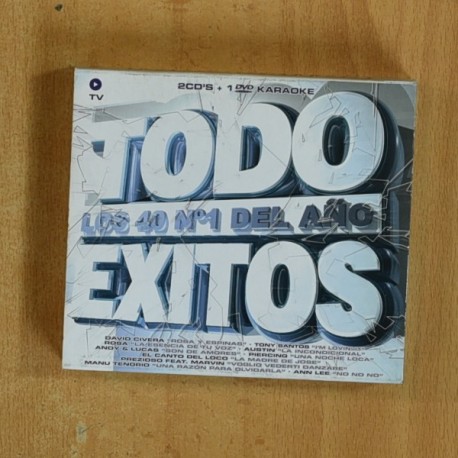 TV
2CD'S + 1 DVD KARAOKE
TODO
LOS 40 Nº1 DEL AÑO
EXITOS
DAVID CIVERA "ROSA Y ESPINAS" · TONY SANTOS "I'M LOVING"
ROSA "LA ESENCIA DE TU VOZ" · AUSTIN "LA INCONDICIONAL"
ANDY & LUCAS "SON DE AMORES" · PIERCING "UNA NOCHE LOCA"
EL CANTO DEL LOCO "LA MADRE DE JOSE"
PREZIOSO FEAT. MARVIN "VOGLIO VEDERTI DANZARE"
MANU TENORIO "UNA RAZON PARA OLVIDARLA" · ANN LEE "NO NO NO"